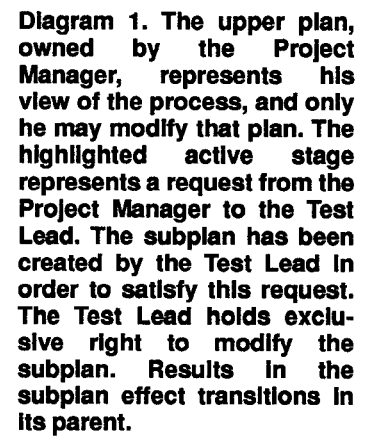 Diagram 1. The upper plan,
owned by the Project
Manager, represents his
view of the process, and only
he may modify that plan. The
highlighted active stage
represents a request from the
Project Manager to the Test
Lead. The subplan has been
created by the Test Lead in
order to satisfy this request.
The Test Lead holds exclu-
sive right to modify the
subplan. Results in the
subplan effect transitions in
its parent.